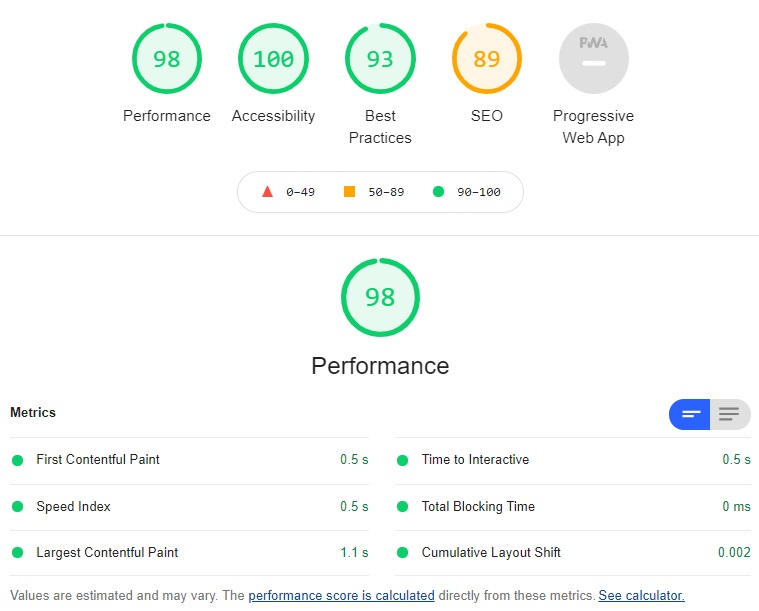 98 100 93 89 PWA
Performance Accessibility Best Practices SEO Progressive Web App
0–49 50–89 90–100
98
Performance
Metrics
First Contentful Paint 0.5 s
Time to Interactive 0.5 s
Speed Index 0.5 s
Total Blocking Time 0 ms
Largest Contentful Paint 1.1 s
Cumulative Layout Shift 0.002
Values are estimated and may vary. The performance score is calculated directly from these metrics. See calculator.